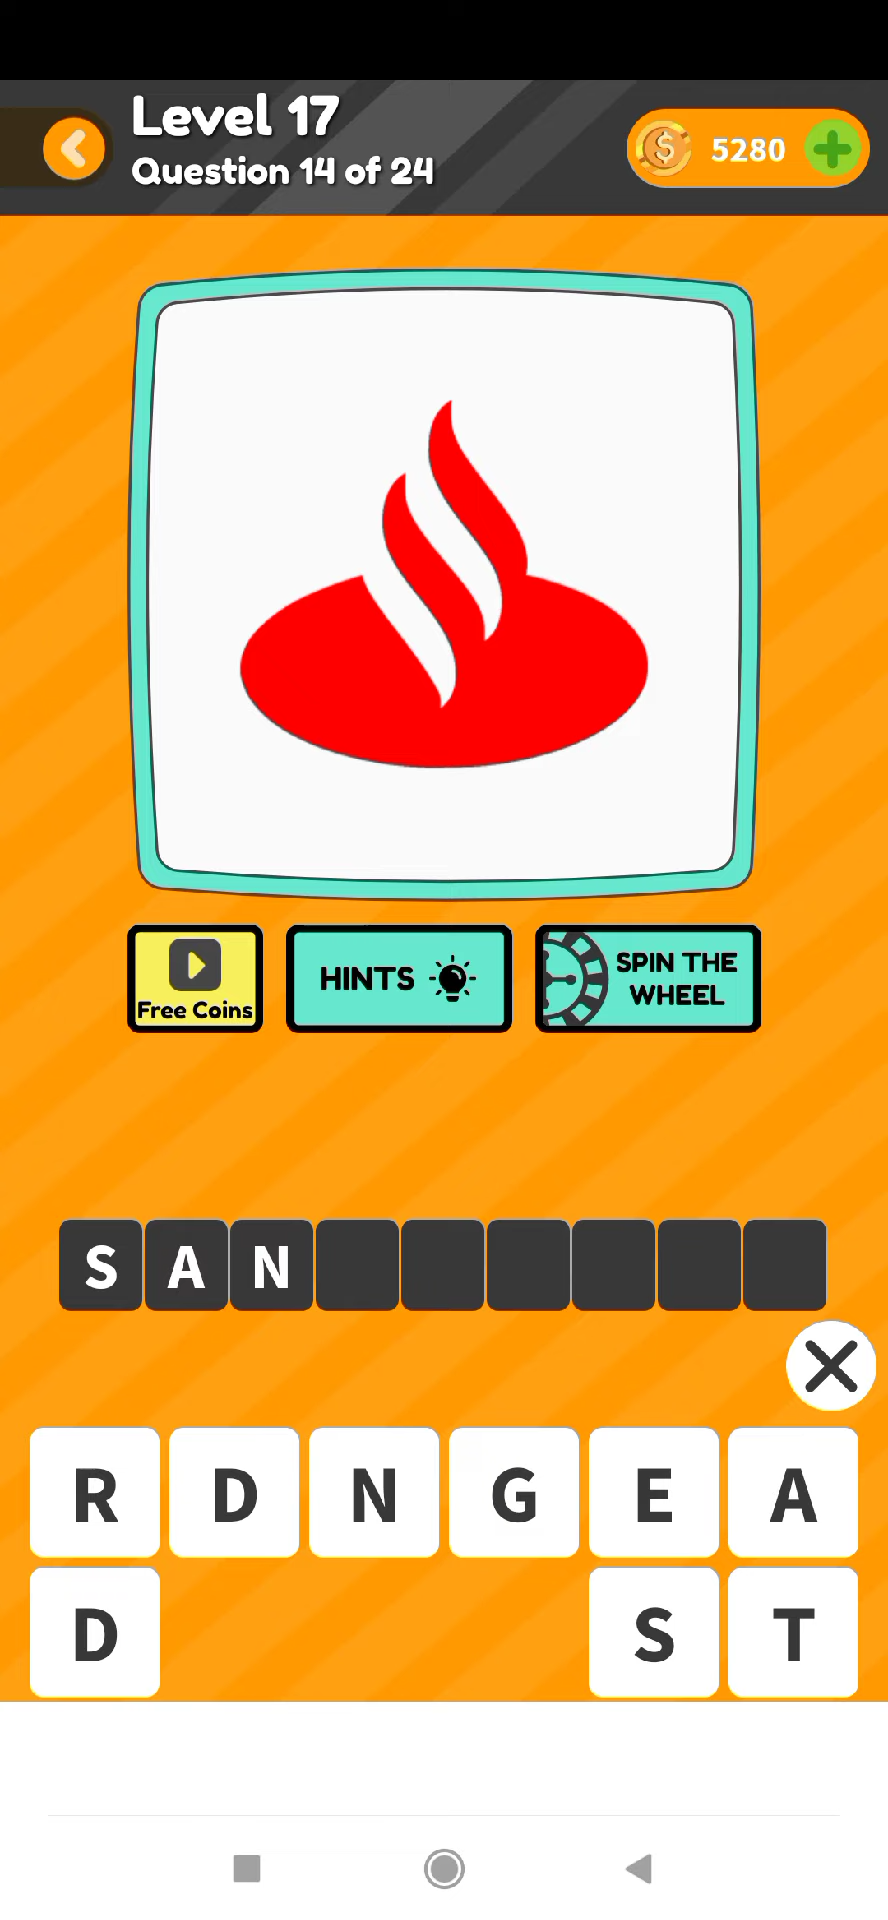 Level 17
Question 14 of 24
5280
Free Coins
HINTS
SPIN THE
WHEEL
S A N
R D N G E A
D S T